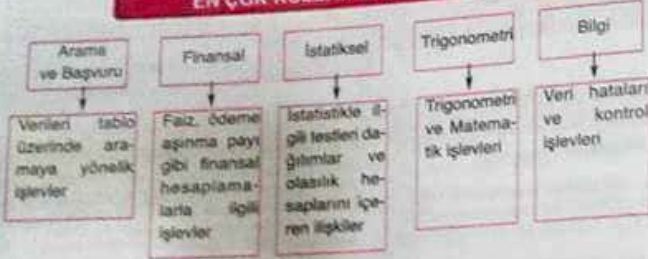 EN ÇOK
Arama
ve Başvuru
Finansal
İstatiksel
Trigonometri
Bilgi
Verileri tablo
üzerinde ara-
maya yönelik
işlevler
Faiz, ödeme
aşınma payı
gibi finansal
hesaplama-
larla ilgili
işlevler
İstatistikle il-
gili testleri da-
ğılımlar ve
olasılık he-
saplarını içe-
ren ilişkiler
Trigonometri
ve Matema-
tik işlevleri
Veri hataları
ve kontrol
işlevleri